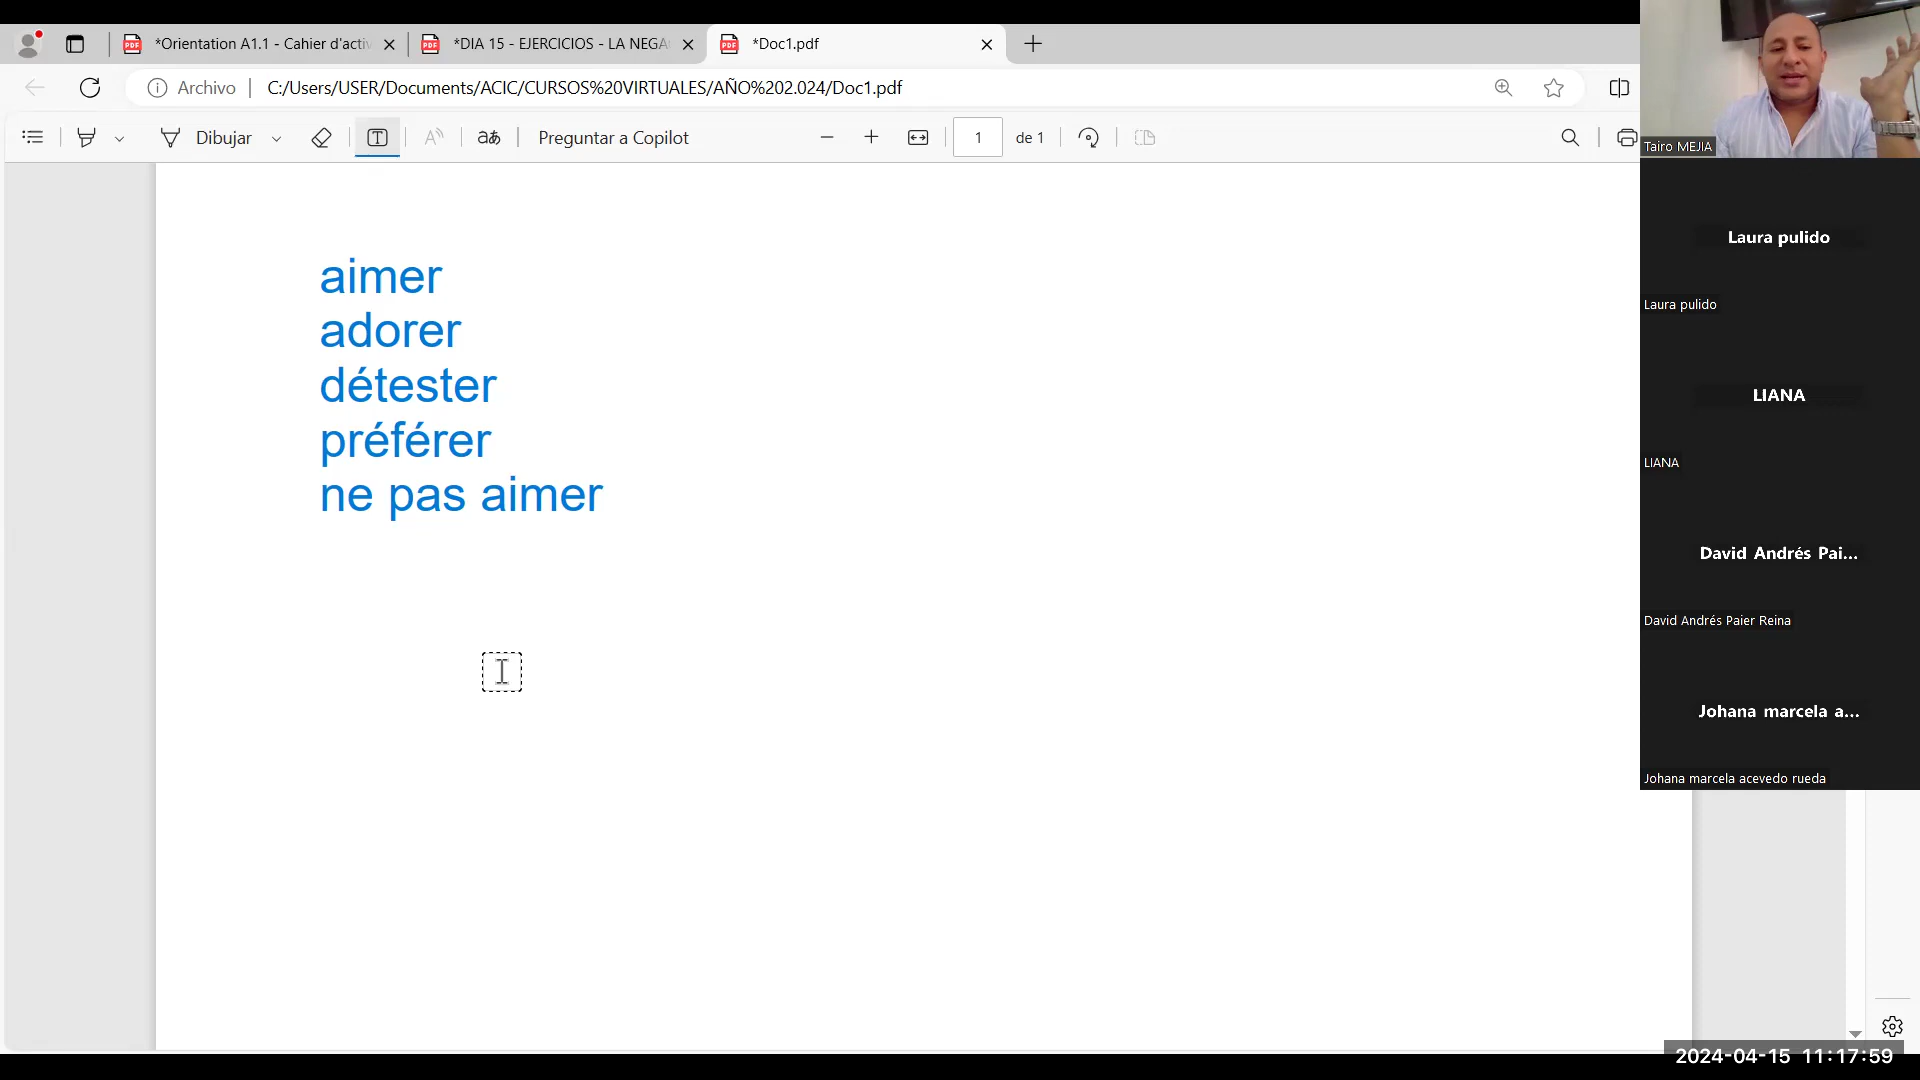 *Orientation A1.1 - Cahier d'activ
*DIA 15 - EJERCICIOS - LA NEGA
*Doc1.pdf
Archivo
C:/Users/USER/Documents/ACIC/CURSOS%20VIRTUALES/AÑO%202.024/Doc1.pdf
Dibujar
aあ
Preguntar a Copilot
1
de 1
aimer
adorer
détester
préférer
ne pas aimer
Tairo MEJIA
Laura pulido
Laura pulido
LIANA
LIANA
David Andrés Pai...
David Andrés Paier Reina
Johana marcela a...
Johana marcela acevedo rueda
2024-04-15 11:17:59